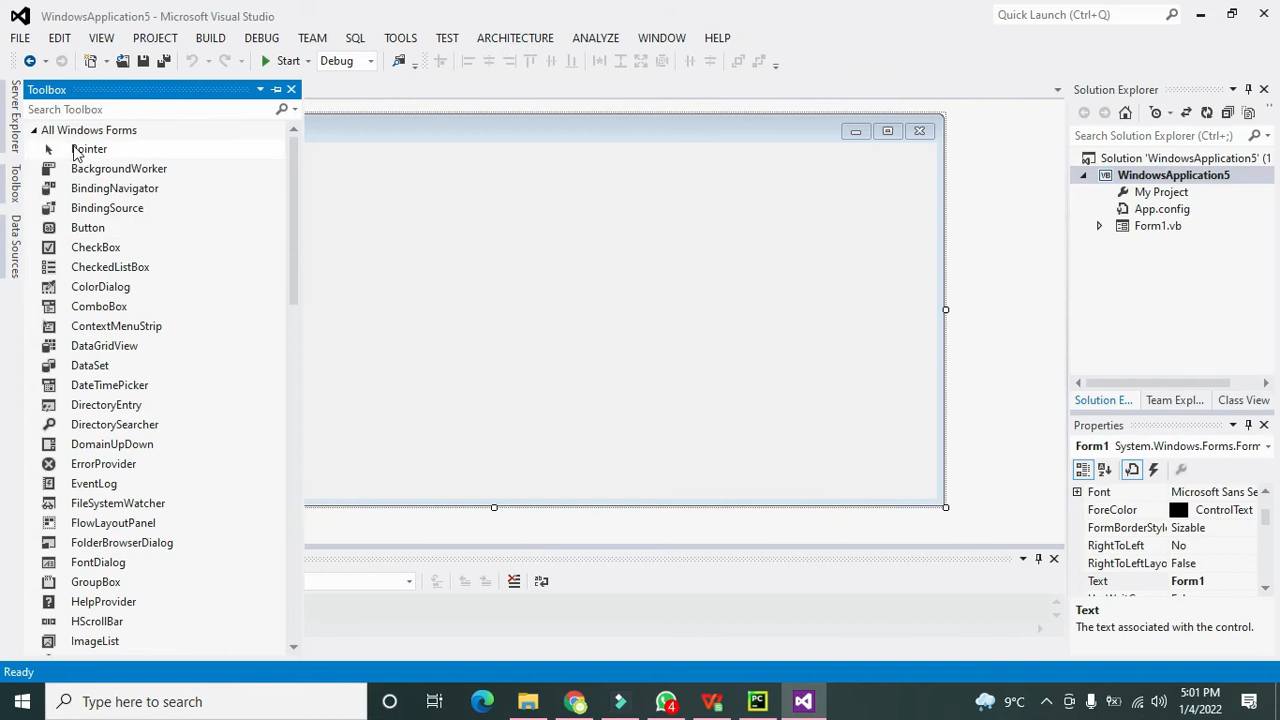 WindowsApplication5 - Microsoft Visual Studio
Quick Launch (Ctrl+Q)
FILE EDIT VIEW PROJECT BUILD DEBUG TEAM SQL TOOLS TEST ARCHITECTURE ANALYZE WINDOW HELP
Start Debug
Server Explorer
Toolbox
Data Sources
Toolbox
Search Toolbox
All Windows Forms
Pointer
BackgroundWorker
BindingNavigator
BindingSource
Button
CheckBox
CheckedListBox
ColorDialog
ComboBox
ContextMenuStrip
DataGridView
DataSet
DateTimePicker
DirectoryEntry
DirectorySearcher
DomainUpDown
ErrorProvider
EventLog
FileSystemWatcher
FlowLayoutPanel
FolderBrowserDialog
FontDialog
GroupBox
HelpProvider
HScrollBar
ImageList
Solution Explorer
Search Solution Explorer (Ctrl+;)
Solution 'WindowsApplication5' (1
WindowsApplication5
My Project
App.config
Form1.vb
Solution E... Team Expl... Class View
Properties
Form1 System.Windows.Forms.Form
Font Microsoft Sans Se
ForeColor ControlText
FormBorderStyle Sizable
RightToLeft No
RightToLeftLayo False
Text Form1
Text
The text associated with the control.
Ready
Type here to search
4
9°C
5:01 PM
1/4/2022